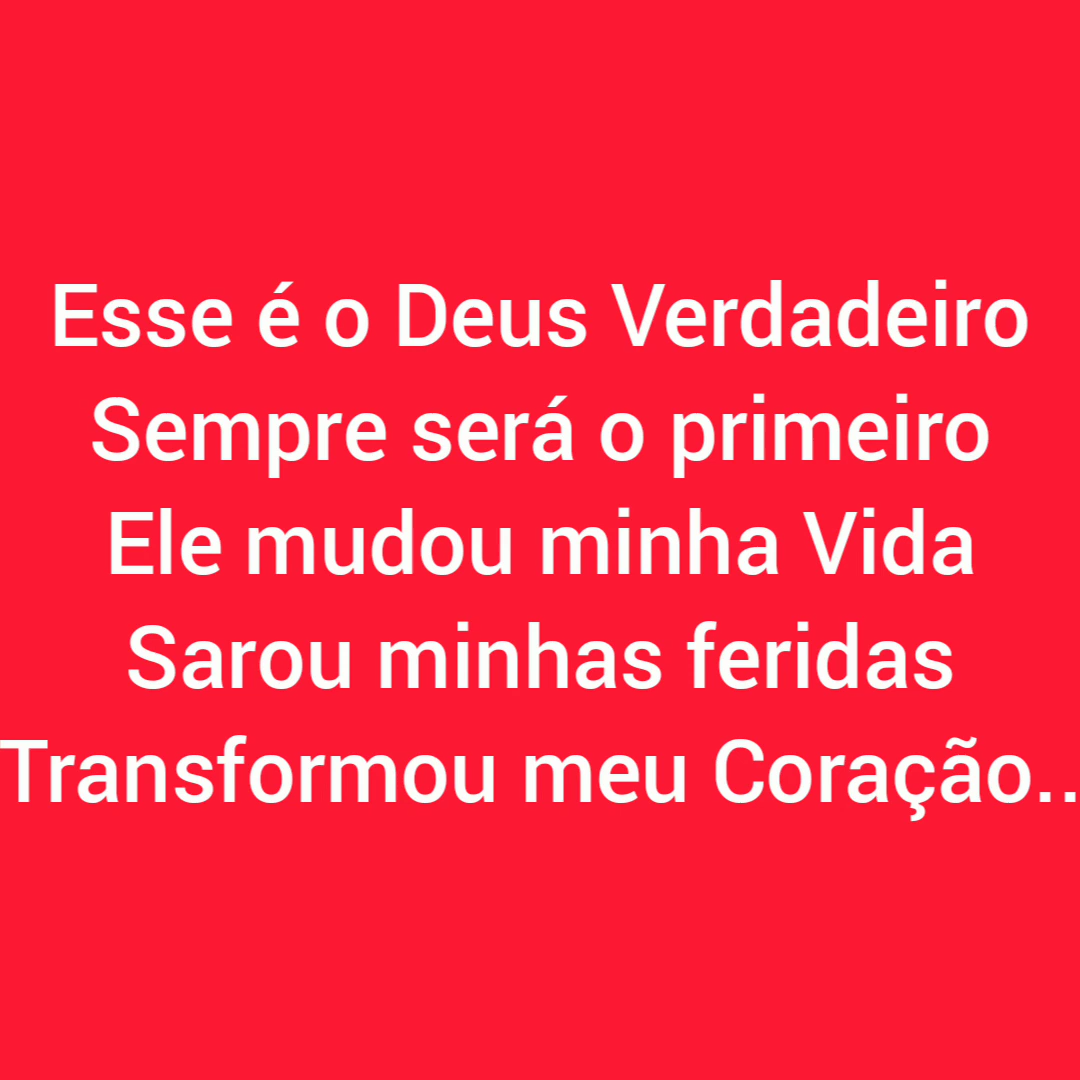 Esse é o Deus Verdadeiro
Sempre será o primeiro
Ele mudou minha Vida
Sarou minhas feridas
Transformou meu Coração..